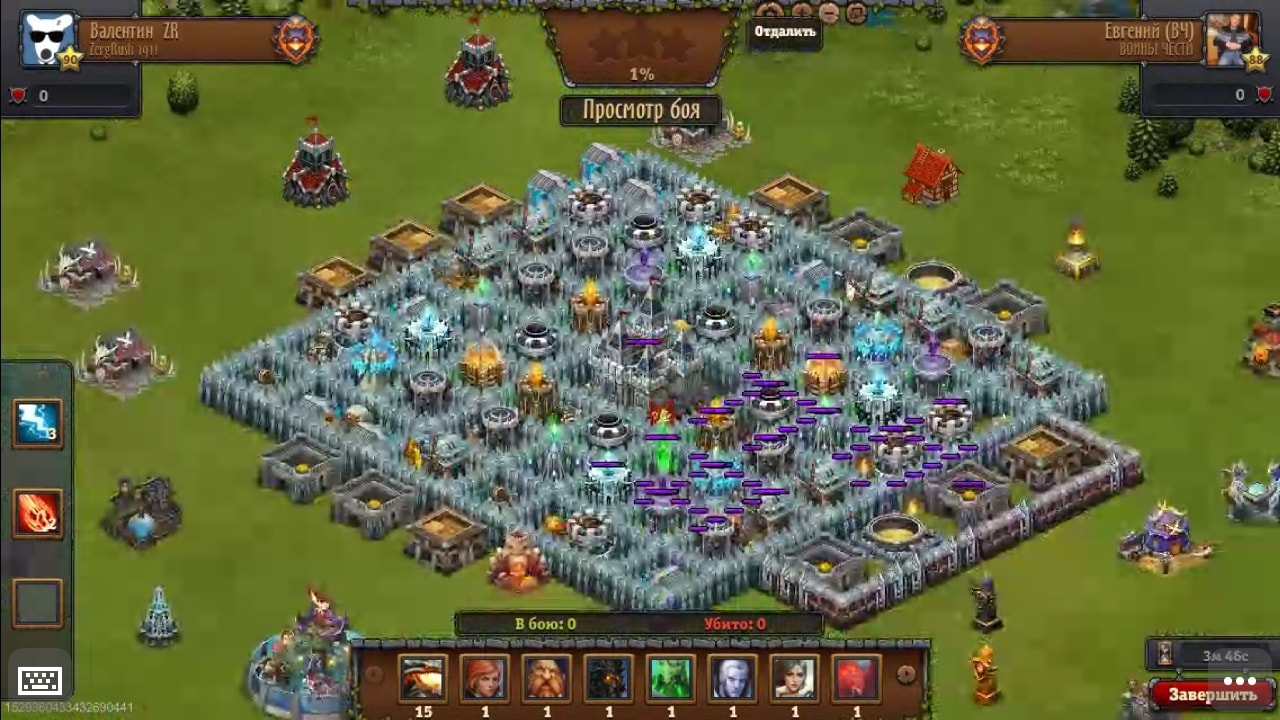 Валентин ZR
ZergRush 1911
90
0
1%
Просмотр боя
Отдалить
Евгений (ВЧ)
ВОИНЫ ЧЕСТИ
88
0
3
2
В бою: 0
Убито: 0
15 1 1 1 1 1 1 1
3м 46с
Завершить
1529360433432690441